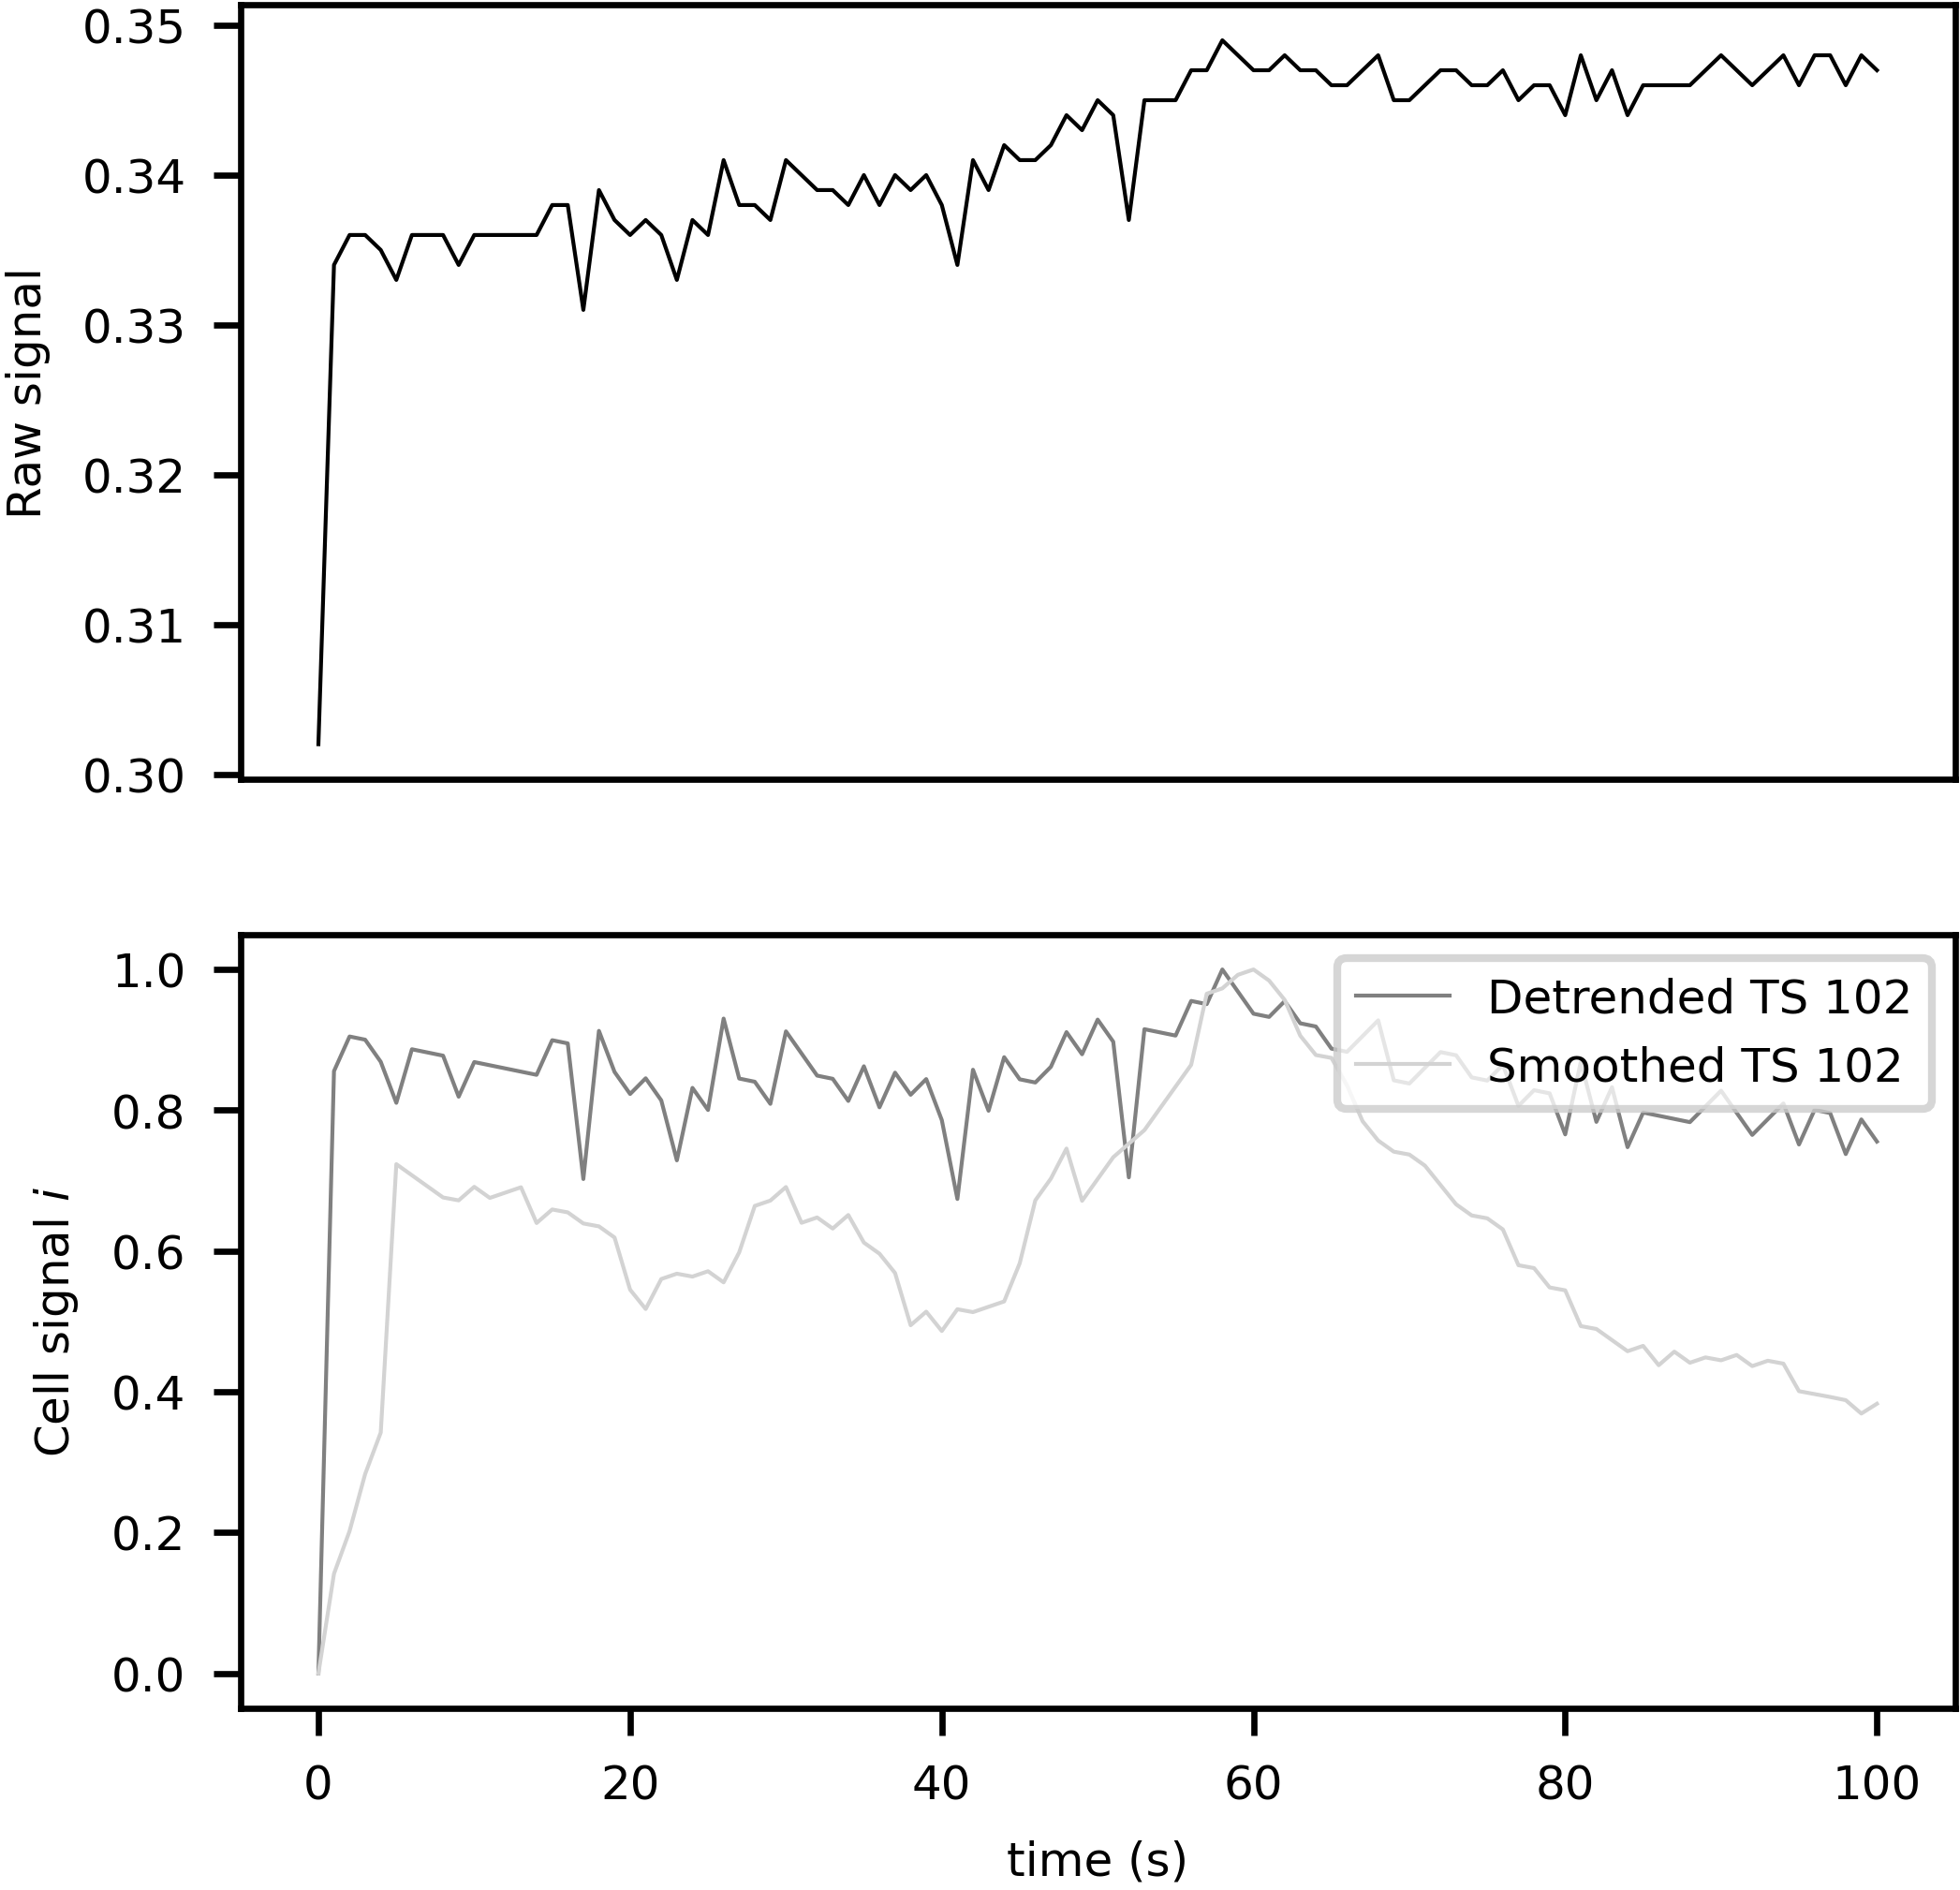 0.35
0.34
0.33
0.32
0.31
0.30
Raw signal
1.0
0.8
0.6
0.4
0.2
0.0
Cell signal i
Detrended TS 102
Smoothed TS 102
0 20 40 60 80 100
time (s)